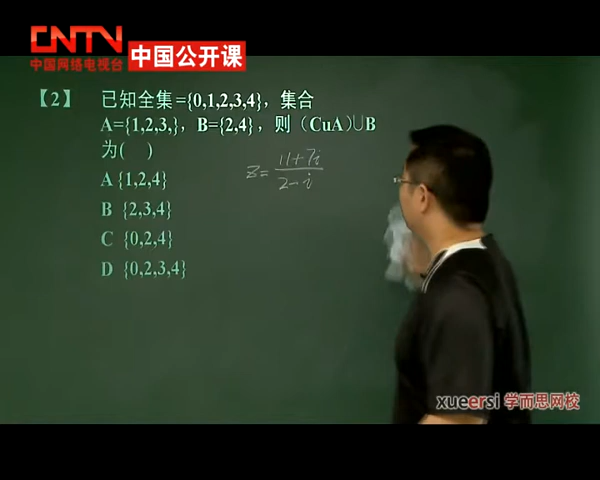 CNTN
中国网络电视台
中国公开课
【2】 已知全集={0,1,2,3,4}，集合
A={1,2,3,}，B={2,4}，则（CuA)∪B
为( )
z=11+7i/2-i
A {1,2,4}
B {2,3,4}
C {0,2,4}
D {0,2,3,4}
xueersi 学而思网校